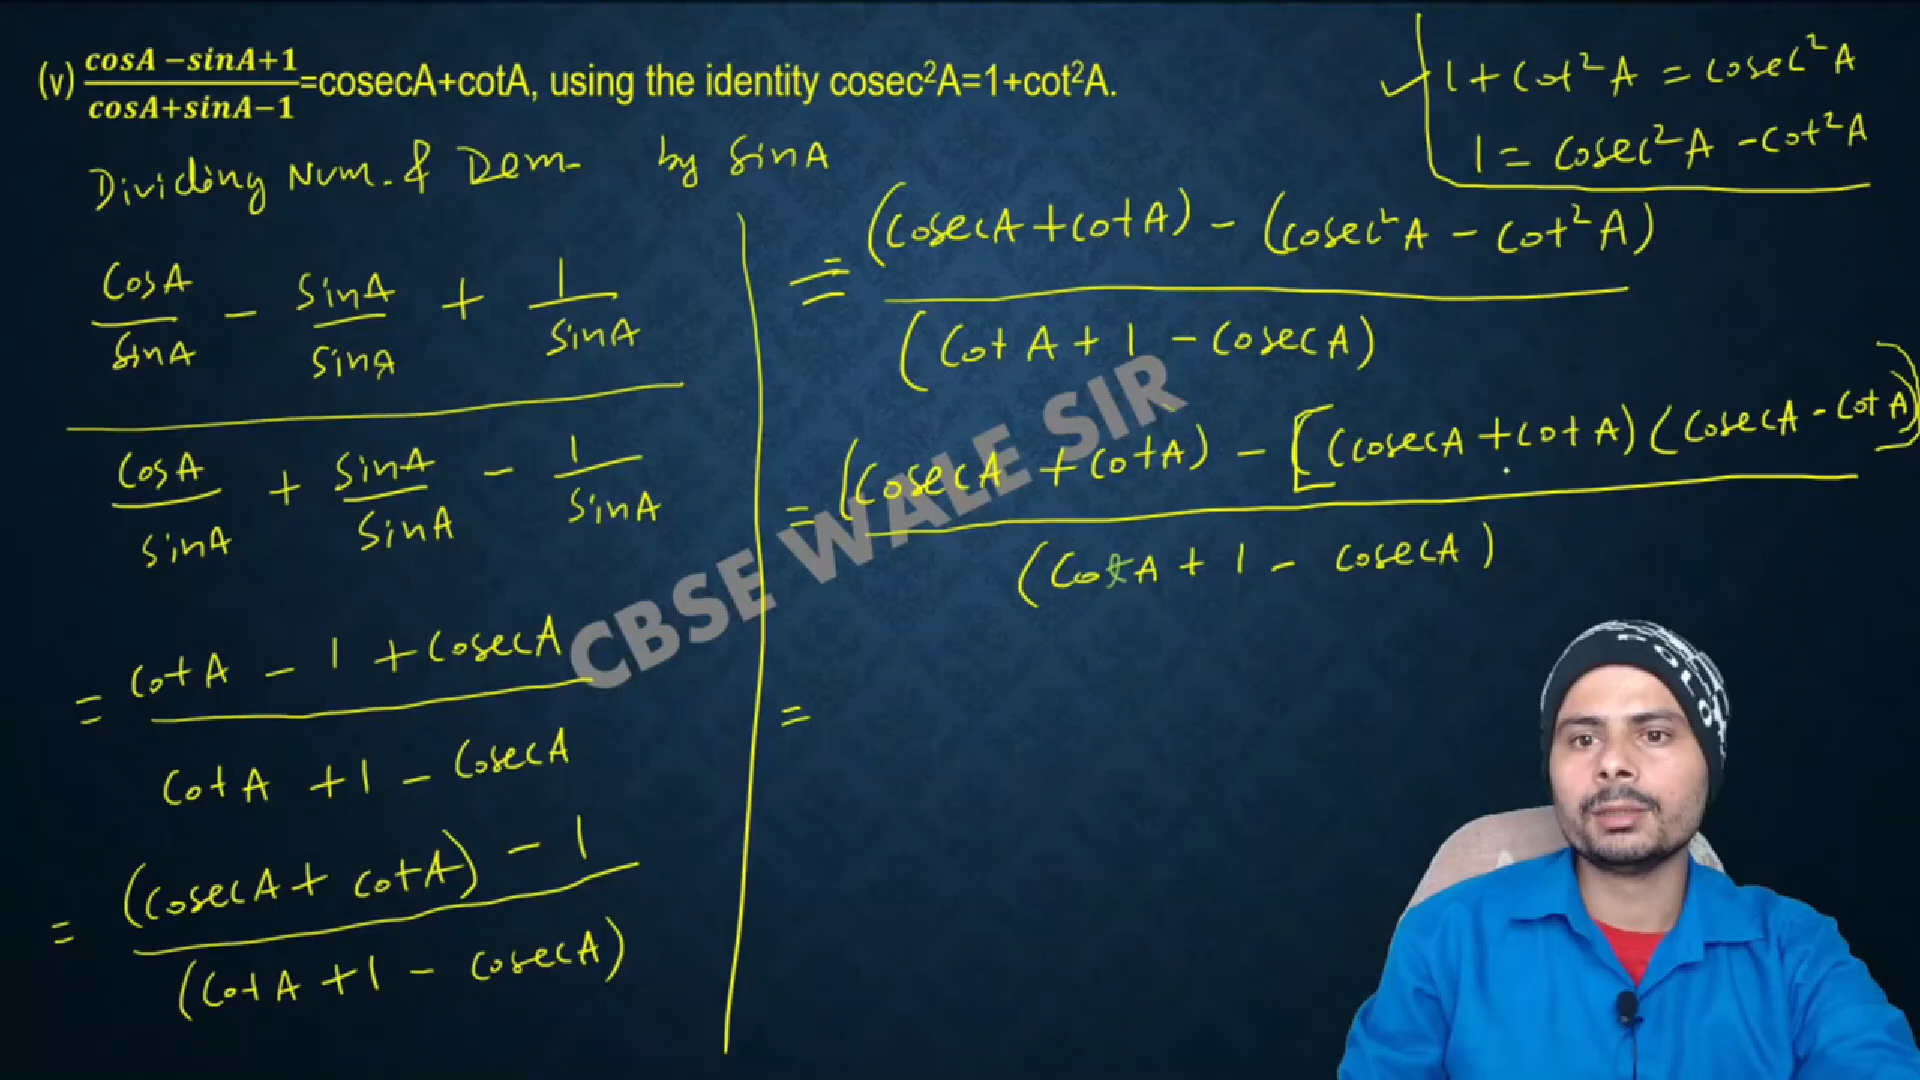 (v) cosA −sinA+1 / cosA+sinA−1 =cosecA+cotA, using the identity cosec²A=1+cot²A.
Dividing Num. & Dem. by sinA
cosA/sinA − sinA/sinA + 1/sinA
cosA/sinA + sinA/sinA − 1/sinA
= cotA − 1 + cosecA
cotA + 1 − cosecA
= (cosecA + cotA) − 1
(cotA + 1 − cosecA)
1 + cot²A = cosec²A
1 = cosec²A − cot²A
= (cosecA + cotA) − (cosec²A − cot²A)
(cotA + 1 − cosecA)
= (cosecA + cotA) − [(cosecA + cotA)(cosecA − cotA)]
(cotA + 1 − cosecA)
=
CBSE WALE SIR